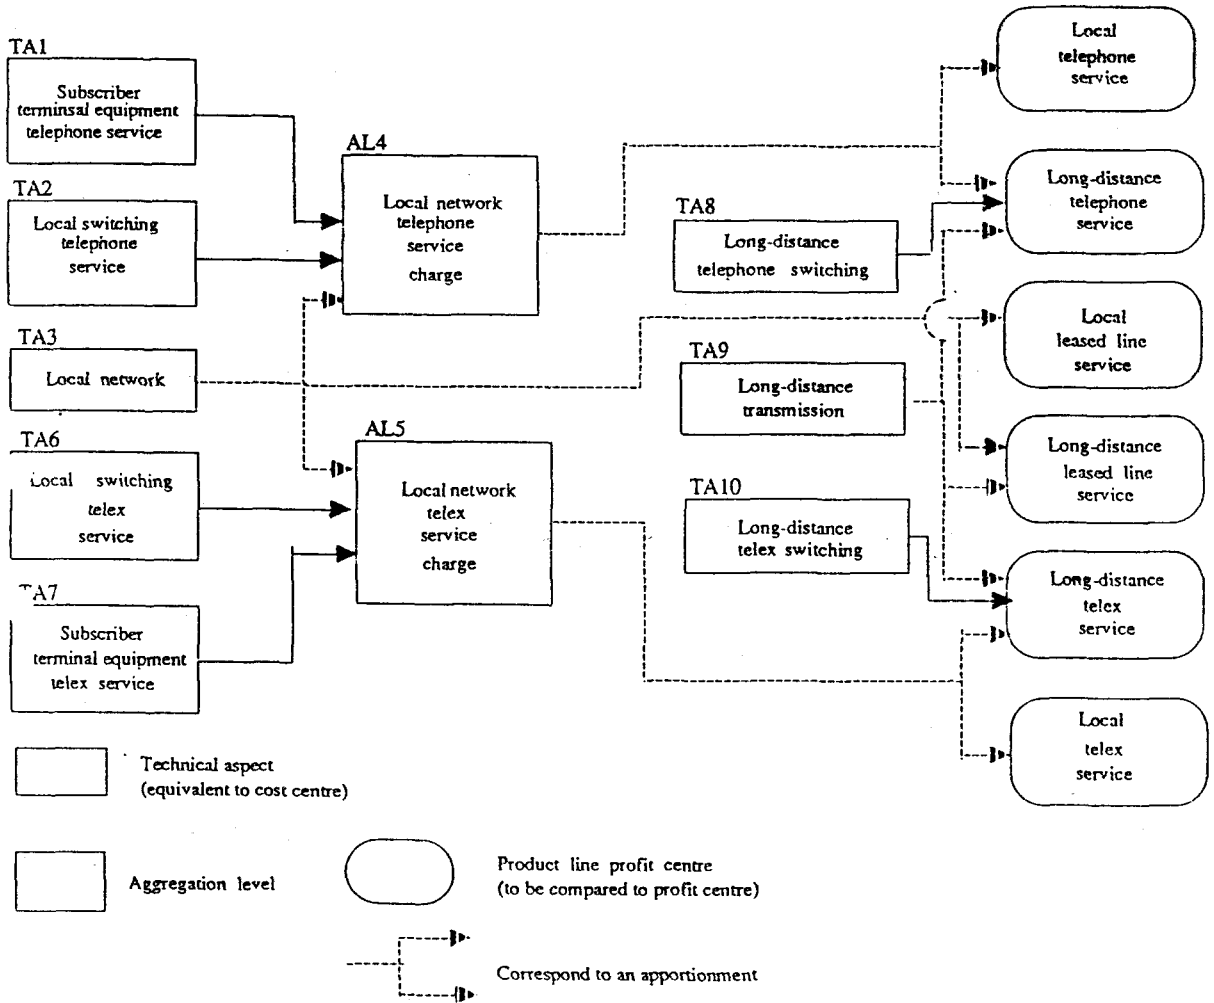 TA1
Subscriber
terminsal equipment
telephone service
TA2
Local switching
telephone
service
TA3
Local network
TA6
Local switching
telex
service
TA7
Subscriber
terminal equipment
telex service
AL4
Local network
telephone
service
charge
AL5
Local network
telex
service
charge
TA8
Long-distance
telephone switching
TA9
Long-distance
transmission
TA10
Long-distance
telex switching
Local
telephone
service
Long-distance
telephone
service
Local
leased line
service
Long-distance
leased line
service
Long-distance
telex
service
Local
telex
service
Technical aspect
(equivalent to cost centre)
Aggregation level
Product line profit centre
(to be compared to profit centre)
Correspond to an apportionment